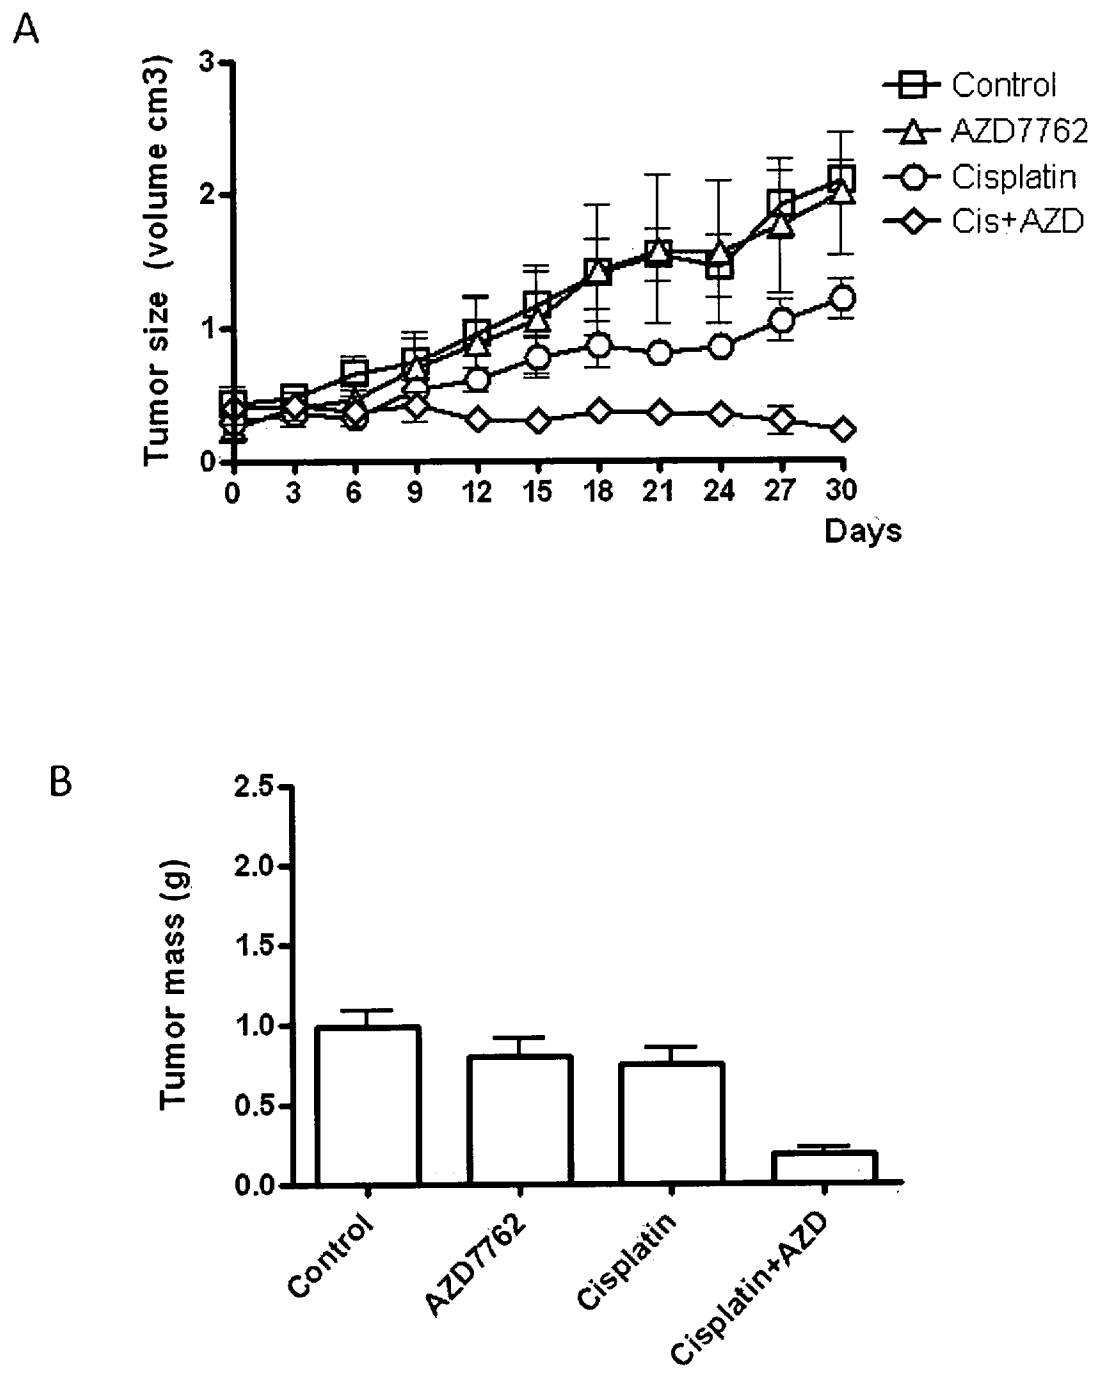 A
Tumor size (volume cm3)
3
2
1
0
0 3 6 9 12 15 18 21 24 27 30
Days
Control
AZD7762
Cisplatin
Cis+AZD
B
Tumor mass (g)
2.5
2.0
1.5
1.0
0.5
0.0
Control
AZD7762
Cisplatin
Cisplatin+AZD